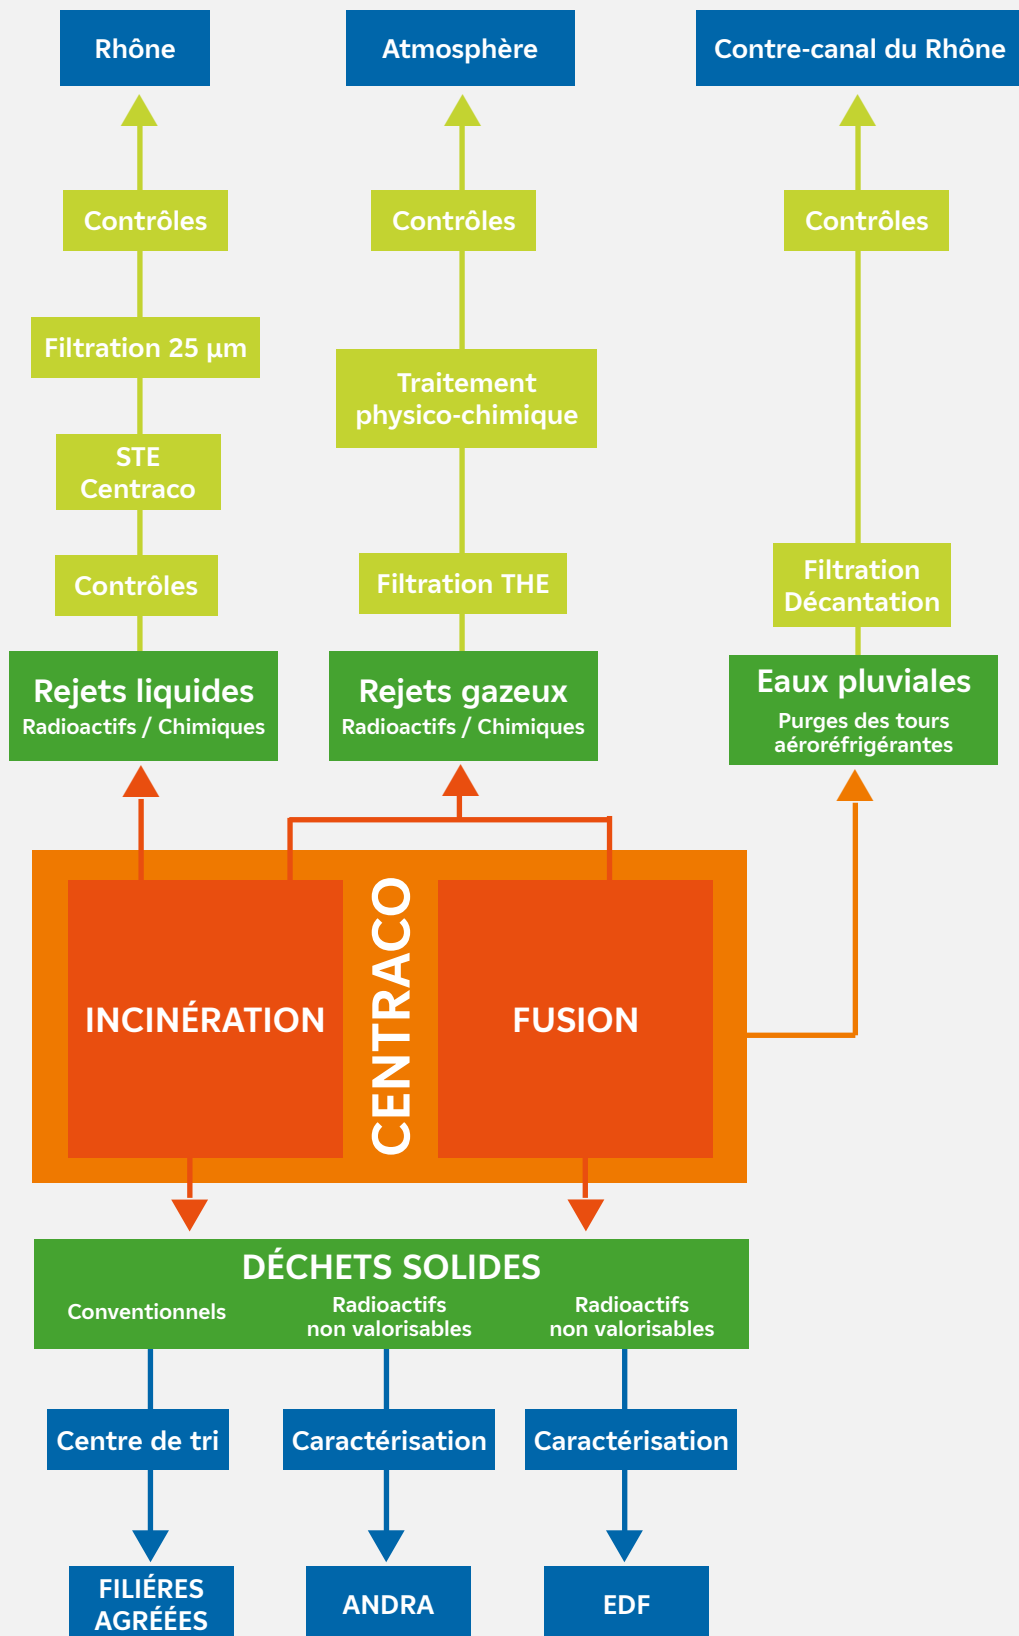 Rhône
Atmosphère
Contre-canal du Rhône
Contrôles
Contrôles
Contrôles
Filtration 25 µm
Traitement
physico-chimique
STE
Centraco
Contrôles
Filtration THE
Filtration
Décantation
Rejets liquides
Radioactifs / Chimiques
Rejets gazeux
Radioactifs / Chimiques
Eaux pluviales
Purges des tours
aéroréfrigérantes
INCINÉRATION
CENTRACO
FUSION
DÉCHETS SOLIDES
Conventionnels
Radioactifs
non valorisables
Radioactifs
non valorisables
Centre de tri
Caractérisation
Caractérisation
FILIÉRES
AGRÉÉES
ANDRA
EDF